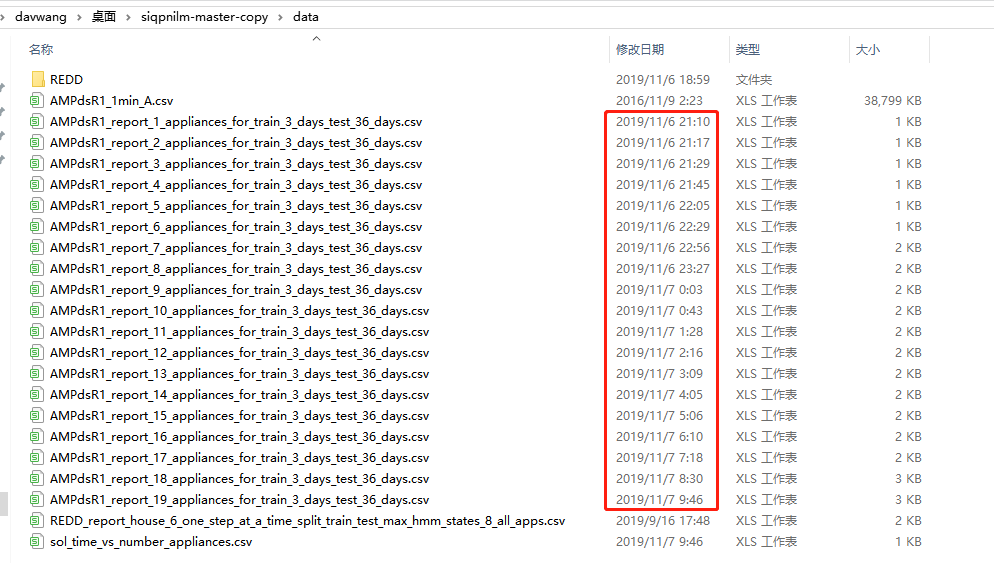 davwang > 桌面 > siqpnilm-master-copy > data
名称 修改日期 类型 大小
REDD 2019/11/6 18:59 文件夹
AMPdsR1_1min_A.csv 2016/11/9 2:23 XLS 工作表 38,799 KB
AMPdsR1_report_1_appliances_for_train_3_days_test_36_days.csv 2019/11/6 21:10 XLS 工作表 1 KB
AMPdsR1_report_2_appliances_for_train_3_days_test_36_days.csv 2019/11/6 21:17 XLS 工作表 1 KB
AMPdsR1_report_3_appliances_for_train_3_days_test_36_days.csv 2019/11/6 21:29 XLS 工作表 1 KB
AMPdsR1_report_4_appliances_for_train_3_days_test_36_days.csv 2019/11/6 21:45 XLS 工作表 1 KB
AMPdsR1_report_5_appliances_for_train_3_days_test_36_days.csv 2019/11/6 22:05 XLS 工作表 1 KB
AMPdsR1_report_6_appliances_for_train_3_days_test_36_days.csv 2019/11/6 22:29 XLS 工作表 1 KB
AMPdsR1_report_7_appliances_for_train_3_days_test_36_days.csv 2019/11/6 22:56 XLS 工作表 2 KB
AMPdsR1_report_8_appliances_for_train_3_days_test_36_days.csv 2019/11/6 23:27 XLS 工作表 2 KB
AMPdsR1_report_9_appliances_for_train_3_days_test_36_days.csv 2019/11/7 0:03 XLS 工作表 2 KB
AMPdsR1_report_10_appliances_for_train_3_days_test_36_days.csv 2019/11/7 0:43 XLS 工作表 2 KB
AMPdsR1_report_11_appliances_for_train_3_days_test_36_days.csv 2019/11/7 1:28 XLS 工作表 2 KB
AMPdsR1_report_12_appliances_for_train_3_days_test_36_days.csv 2019/11/7 2:16 XLS 工作表 2 KB
AMPdsR1_report_13_appliances_for_train_3_days_test_36_days.csv 2019/11/7 3:09 XLS 工作表 2 KB
AMPdsR1_report_14_appliances_for_train_3_days_test_36_days.csv 2019/11/7 4:05 XLS 工作表 2 KB
AMPdsR1_report_15_appliances_for_train_3_days_test_36_days.csv 2019/11/7 5:06 XLS 工作表 2 KB
AMPdsR1_report_16_appliances_for_train_3_days_test_36_days.csv 2019/11/7 6:10 XLS 工作表 2 KB
AMPdsR1_report_17_appliances_for_train_3_days_test_36_days.csv 2019/11/7 7:18 XLS 工作表 2 KB
AMPdsR1_report_18_appliances_for_train_3_days_test_36_days.csv 2019/11/7 8:30 XLS 工作表 3 KB
AMPdsR1_report_19_appliances_for_train_3_days_test_36_days.csv 2019/11/7 9:46 XLS 工作表 3 KB
REDD_report_house_6_one_step_at_a_time_split_train_test_max_hmm_states_8_all_apps.csv 2019/9/16 17:48 XLS 工作表 2 KB
sol_time_vs_number_appliances.csv 2019/11/7 9:46 XLS 工作表 1 KB